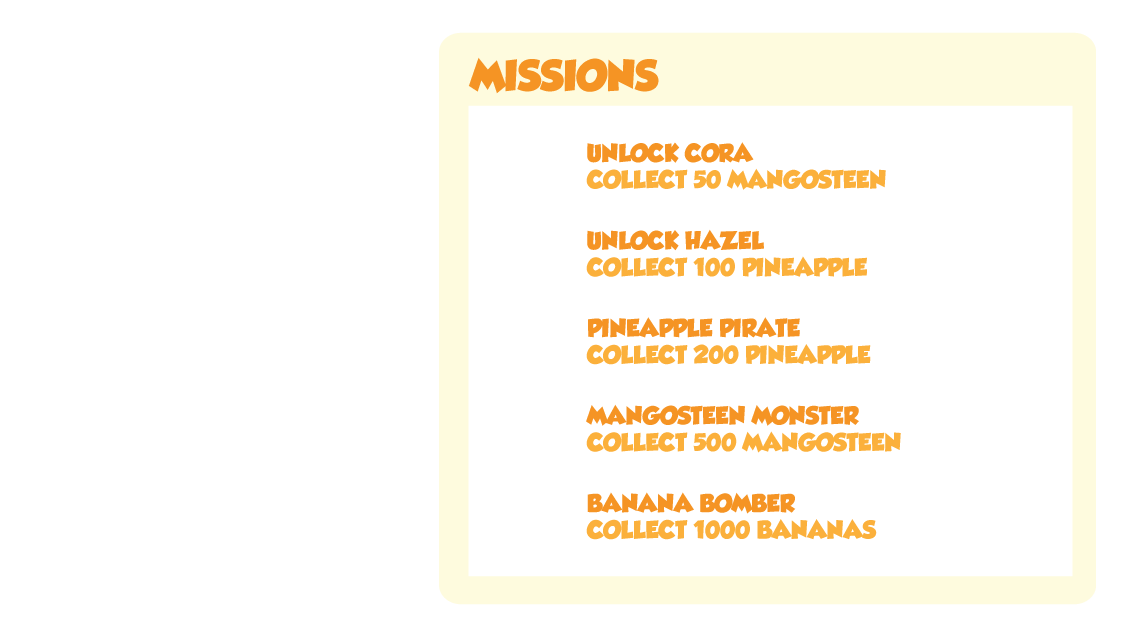 MISSIONS
UNLOCK CORA
COLLECT 50 MANGOSTEEN
UNLOCK HAZEL
COLLECT 100 PINEAPPLE
PINEAPPLE PIRATE
COLLECT 200 PINEAPPLE
MANGOSTEEN MONSTER
COLLECT 500 MANGOSTEEN
BANANA BOMBER
COLLECT 1000 BANANAS